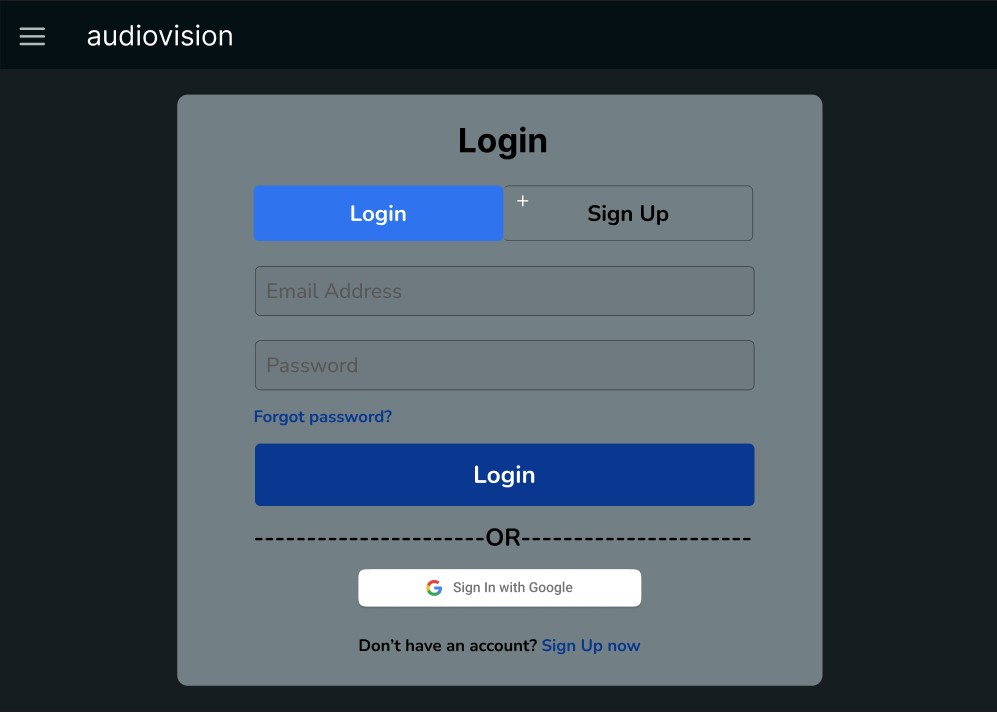 audiovision
Login
Login
Sign Up
Email Address
Password
Forgot password?
Login
----------------------OR----------------------
Sign In with Google
Don't have an account? Sign Up now